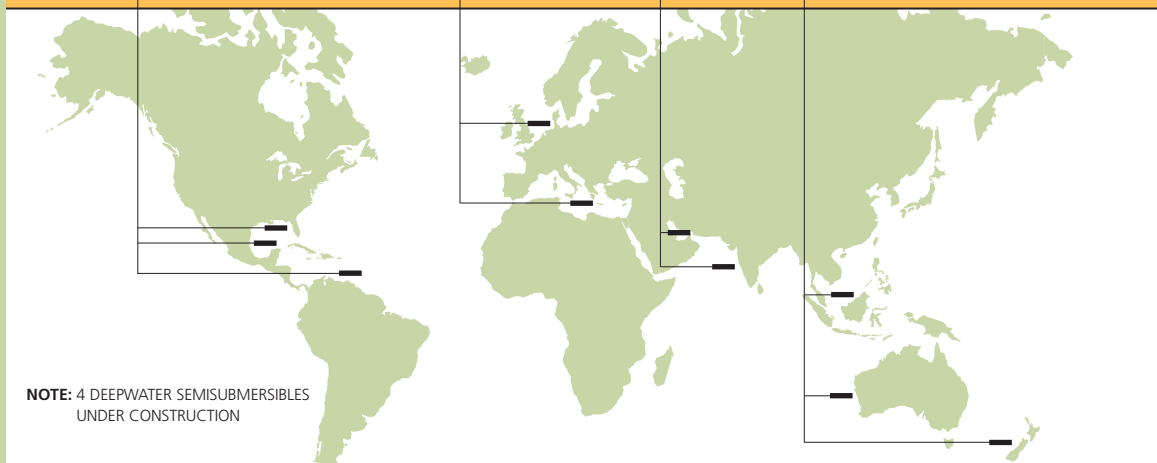 NOTE: 4 DEEPWATER SEMISUBMERSIBLES
UNDER CONSTRUCTION